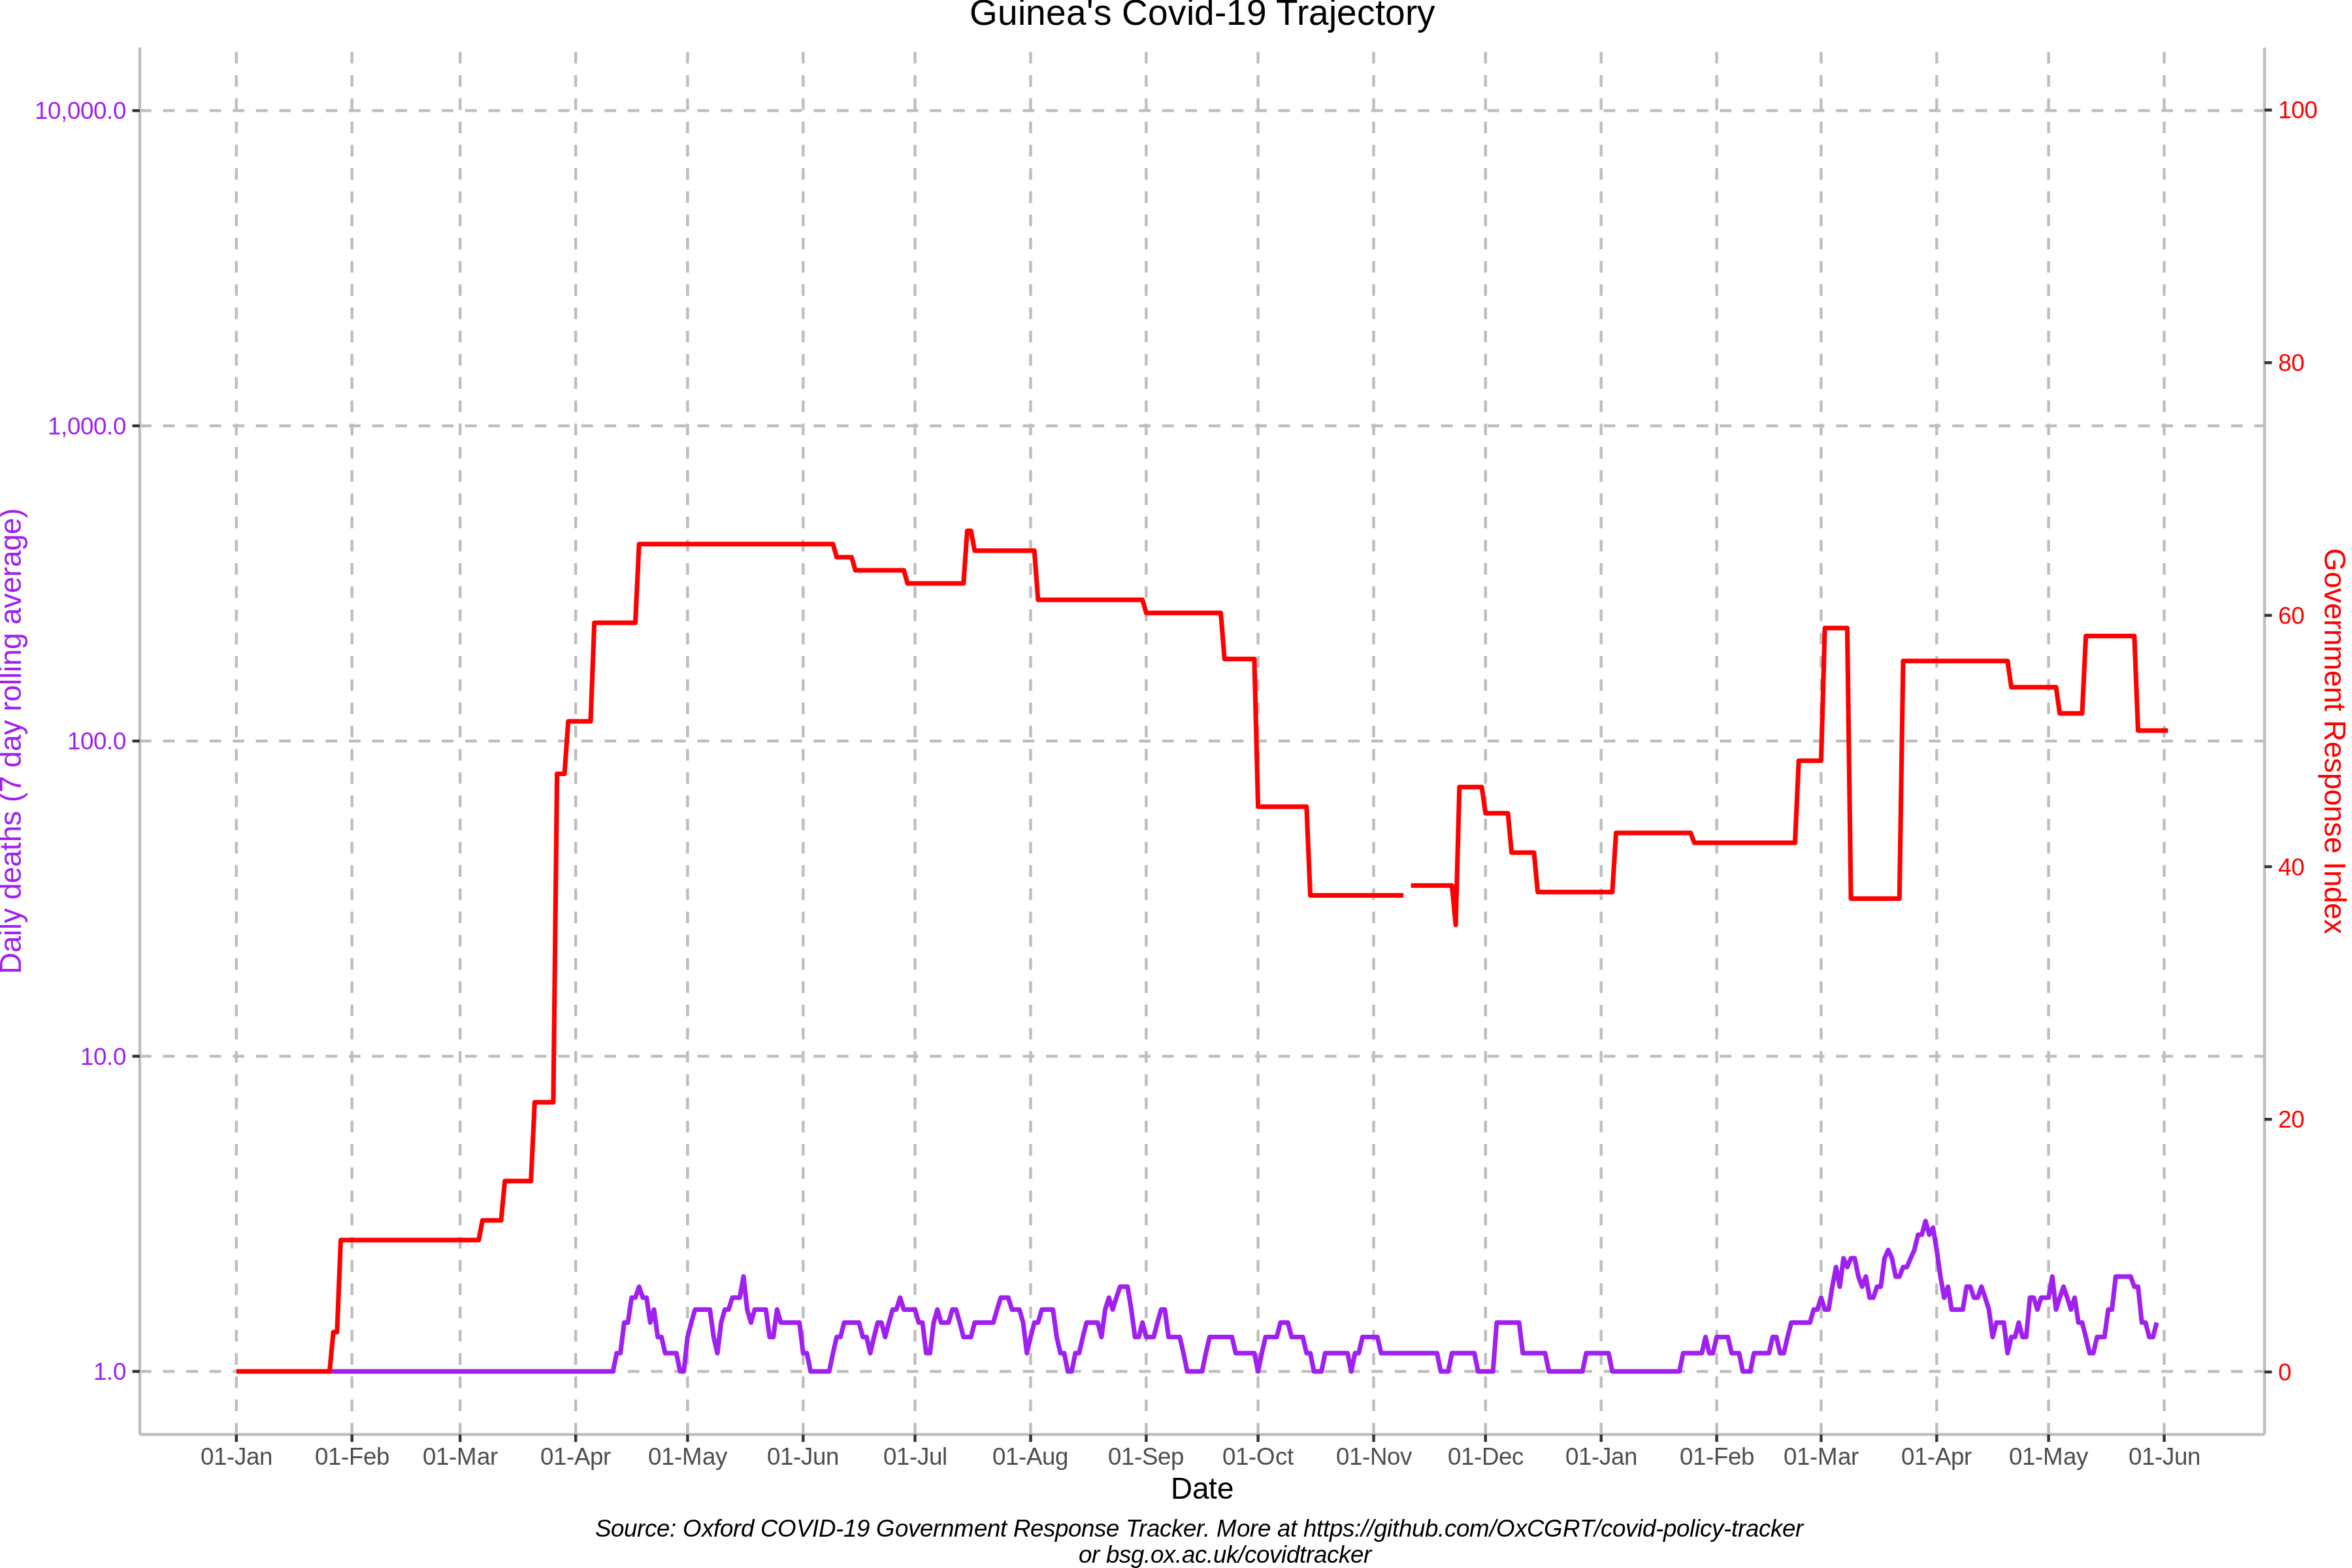 Guinea's Covid-19 Trajectory
10,000.0
1,000.0
100.0
10.0
1.0
Daily deaths (7 day rolling average)
100
80
60
40
20
0
Government Response Index
01-Jan 01-Feb 01-Mar 01-Apr 01-May 01-Jun 01-Jul 01-Aug 01-Sep 01-Oct 01-Nov 01-Dec 01-Jan 01-Feb 01-Mar 01-Apr 01-May 01-Jun
Date
Source: Oxford COVID-19 Government Response Tracker. More at https://github.com/OxCGRT/covid-policy-tracker
or bsg.ox.ac.uk/covidtracker